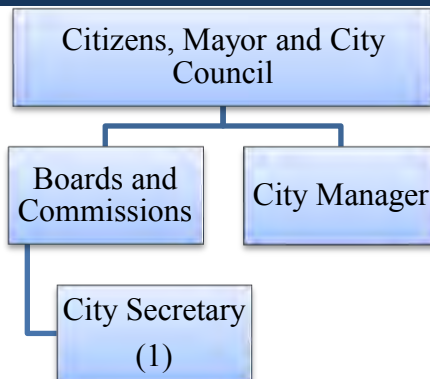 Citizens, Mayor and City
Council
Boards and
Commissions
City Manager
City Secretary
(1)